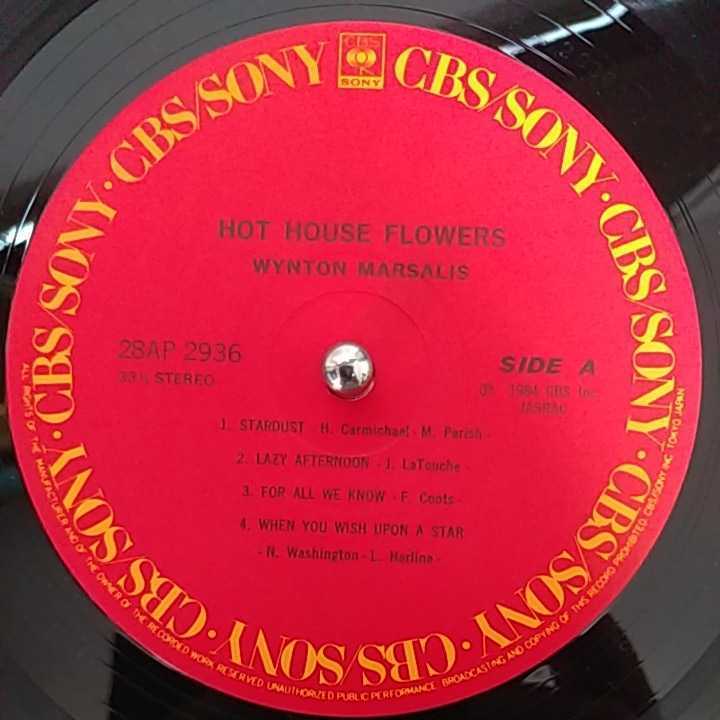 CBS
SONY
CBS/SONY · CBS/SONY · CBS/SONY · CBS/SONY · CBS/SONY · CBS/SONY · CBS/SONY · CBS/SONY · CBS/SONY
HOT HOUSE FLOWERS
WYNTON MARSALIS
28AP 2936
33⅓ STEREO
SIDE A
Ⓟ 1984 CBS Inc.
JASRAC
1. STARDUST H. Carmichael - M. Parish -
2. LAZY AFTERNOON - J. LaTouche -
3. FOR ALL WE KNOW - F. Coots -
4. WHEN YOU WISH UPON A STAR
- N. Washington - L. Harline -
ALL RIGHTS OF THE MANUFACTURER AND OF THE OWNER OF THE RECORDED WORK RESERVED UNAUTHORIZED PUBLIC PERFORMANCE BROADCASTING AND COPYING OF THIS RECORD PROHIBITED CBS/SONY INC. TOKYO JAPAN